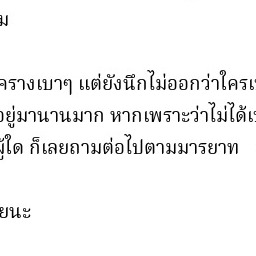 ม
ครางเบาๆ แต่ยังนึกไม่ออกว่าใคร
อยู่มานานมาก หากเพราะว่าไม่ได้
ผู้ใด ก็เลยถามต่อไปตามมารยาท
ยนะ